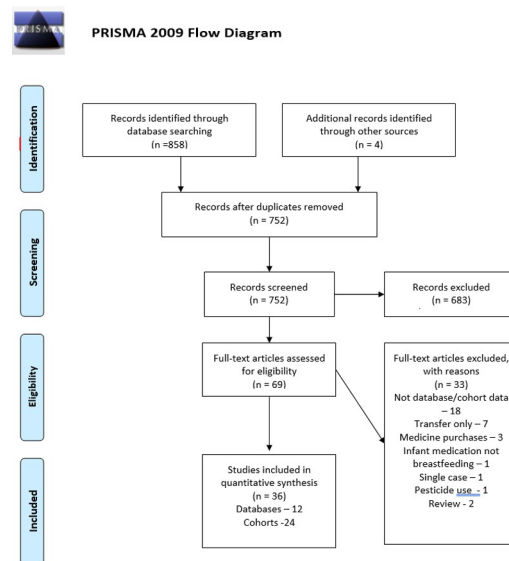 PRISMA
PRISMA 2009 Flow Diagram
Identification
Records identified through
database searching
(n =858)
Additional records identified
through other sources
(n = 4)
Records after duplicates removed
(n = 752)
Screening
Records screened
(n = 752)
Records excluded
(n = 683)
Eligibility
Full-text articles assessed
for eligibility
(n = 69)
Full-text articles excluded,
with reasons
(n = 33)
Not database/cohort data
– 18
Transfer only – 7
Medicine purchases – 3
Infant medication not
breastfeeding – 1
Single case – 1
Pesticide use - 1
Review - 2
Included
Studies included in
quantitative synthesis
(n = 36)
Databases – 12
Cohorts -24